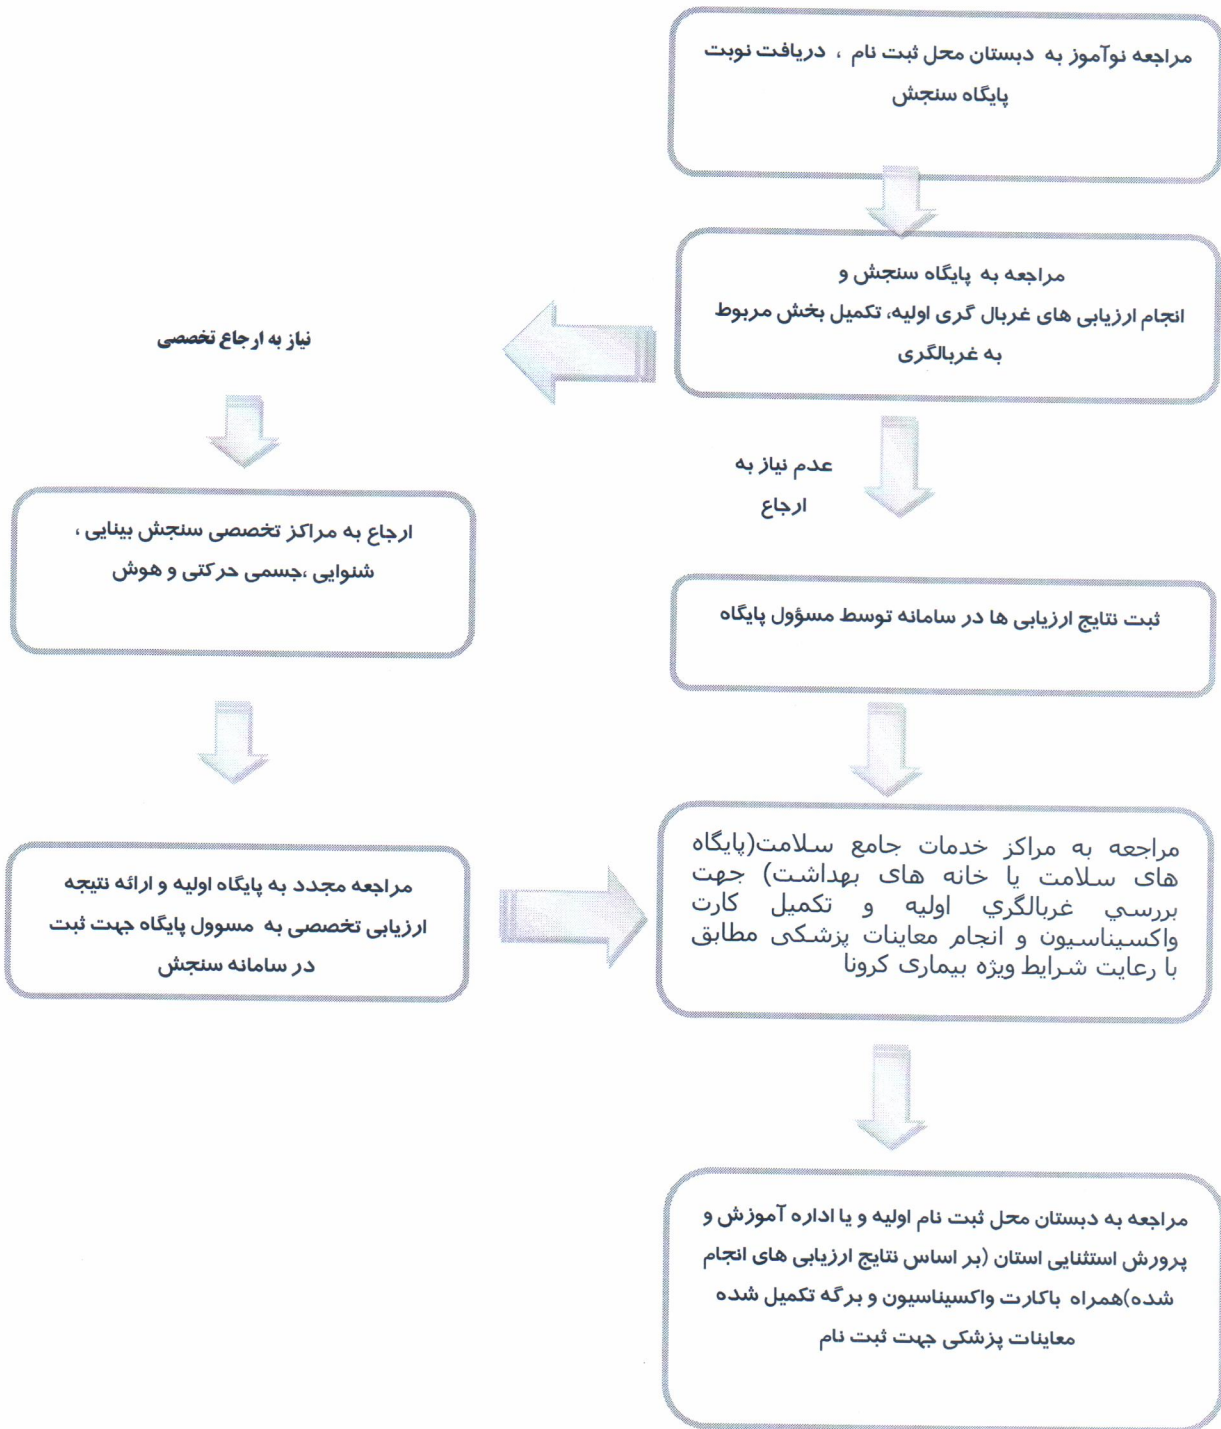 مراجعه نوآموز به دبستان محل ثبت نام ، دریافت نوبت
پایگاه سنجش
مراجعه به پایگاه سنجش و
انجام ارزیابی های غربال گری اولیه، تکمیل بخش مربوط
به غربالگری
نیاز به ارجاع تخصصی
عدم نیاز به
ارجاع
ارجاع به مراکز تخصصی سنجش بینایی ،
شنوایی ،جسمی حرکتی و هوش
ثبت نتایج ارزیابی ها در سامانه توسط مسؤول پایگاه
مراجعه مجدد به پایگاه اولیه و ارائه نتیجه
ارزیابی تخصصی به مسوول پایگاه جهت ثبت
در سامانه سنجش
مراجعه به مراکز خدمات جامع سلامت(پایگاه
های سلامت یا خانه های بهداشت) جهت
بررسي غربالگري اولیه و تکمیل کارت
واکسیناسیون و انجام معاینات پزشکی مطابق
با رعایت شرایط ویژه بیماری کرونا
مراجعه به دبستان محل ثبت نام اولیه و یا اداره آموزش و
پرورش استثنایی استان (بر اساس نتایج ارزیابی های انجام
شده)همراه باکارت واکسیناسیون و برگه تکمیل شده
معاینات پزشکی جهت ثبت نام